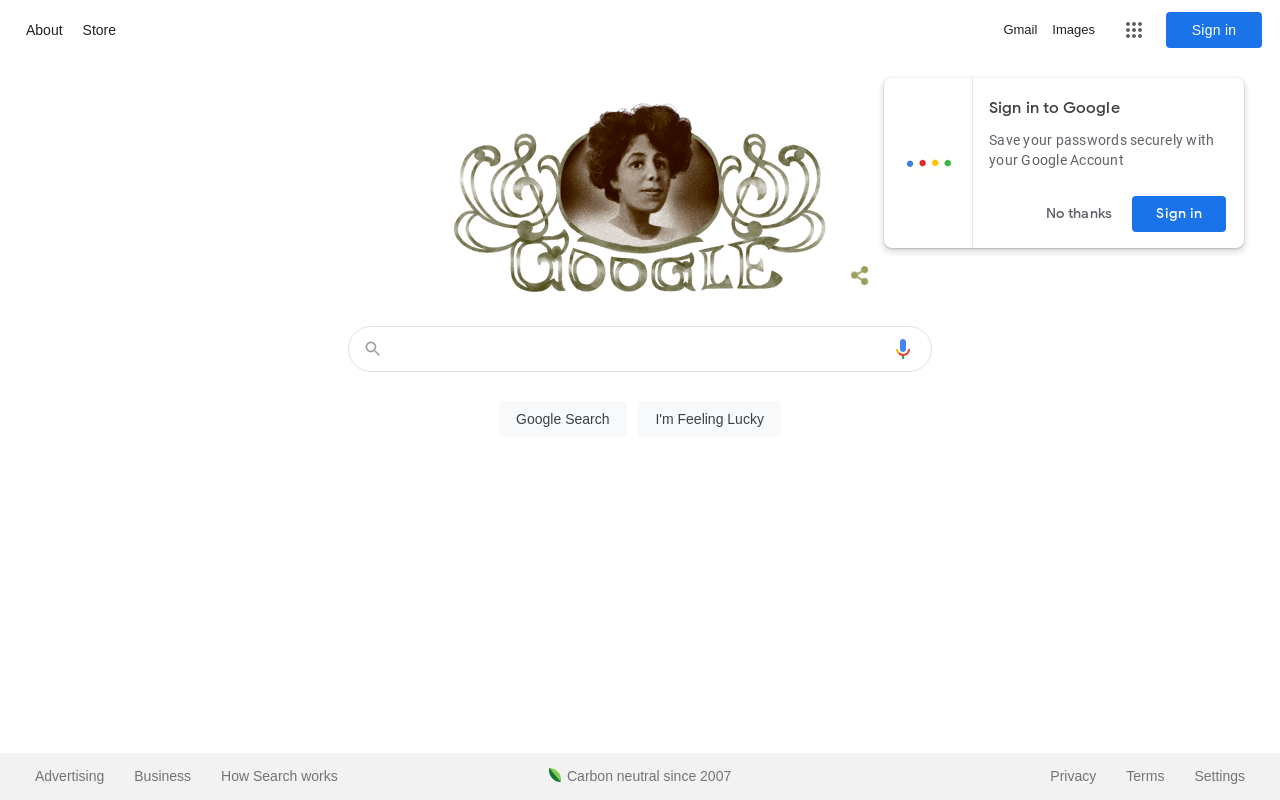 About Store
Gmail Images Sign in
Sign in to Google
Save your passwords securely with
your Google Account
No thanks Sign in
GOOGLE
Google Search I'm Feeling Lucky
Advertising Business How Search works Carbon neutral since 2007 Privacy Terms Settings